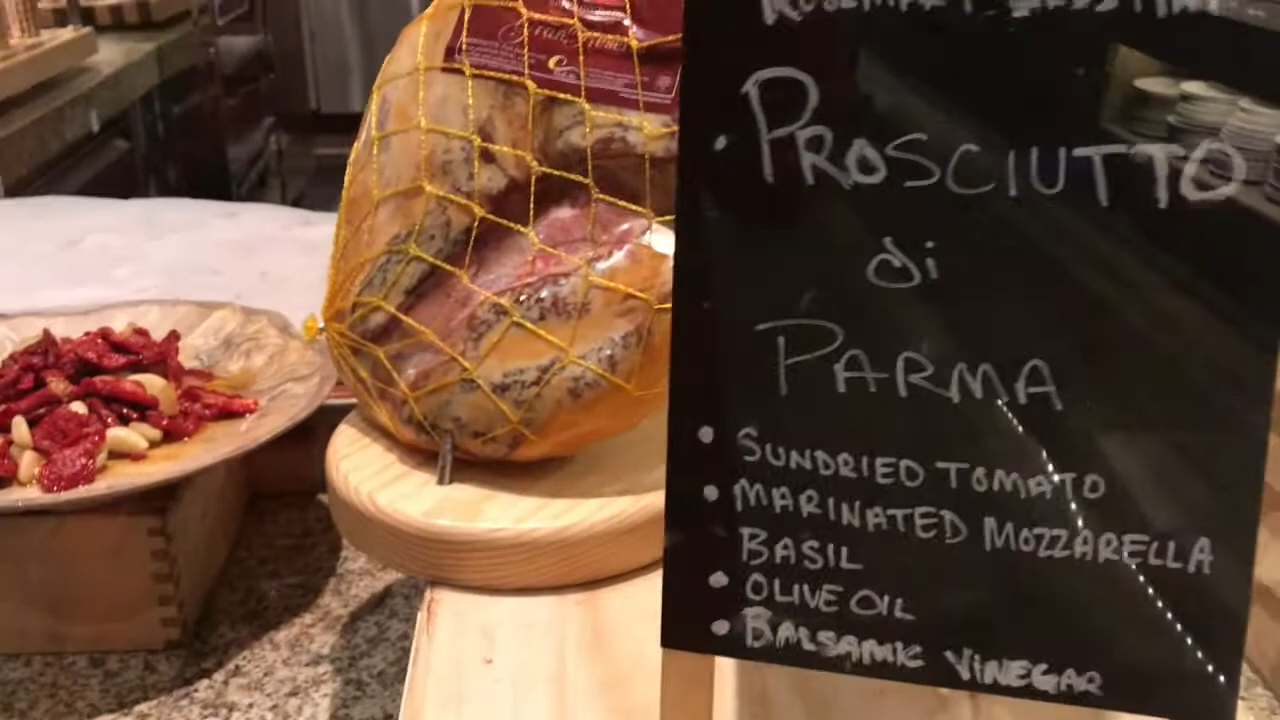 • PROSCIUTTO
di
PARMA
• SUNDRIED TOMATO
• MARINATED MOZZARELLA
BASIL
• OLIVE OIL
• BALSAMIC VINEGAR